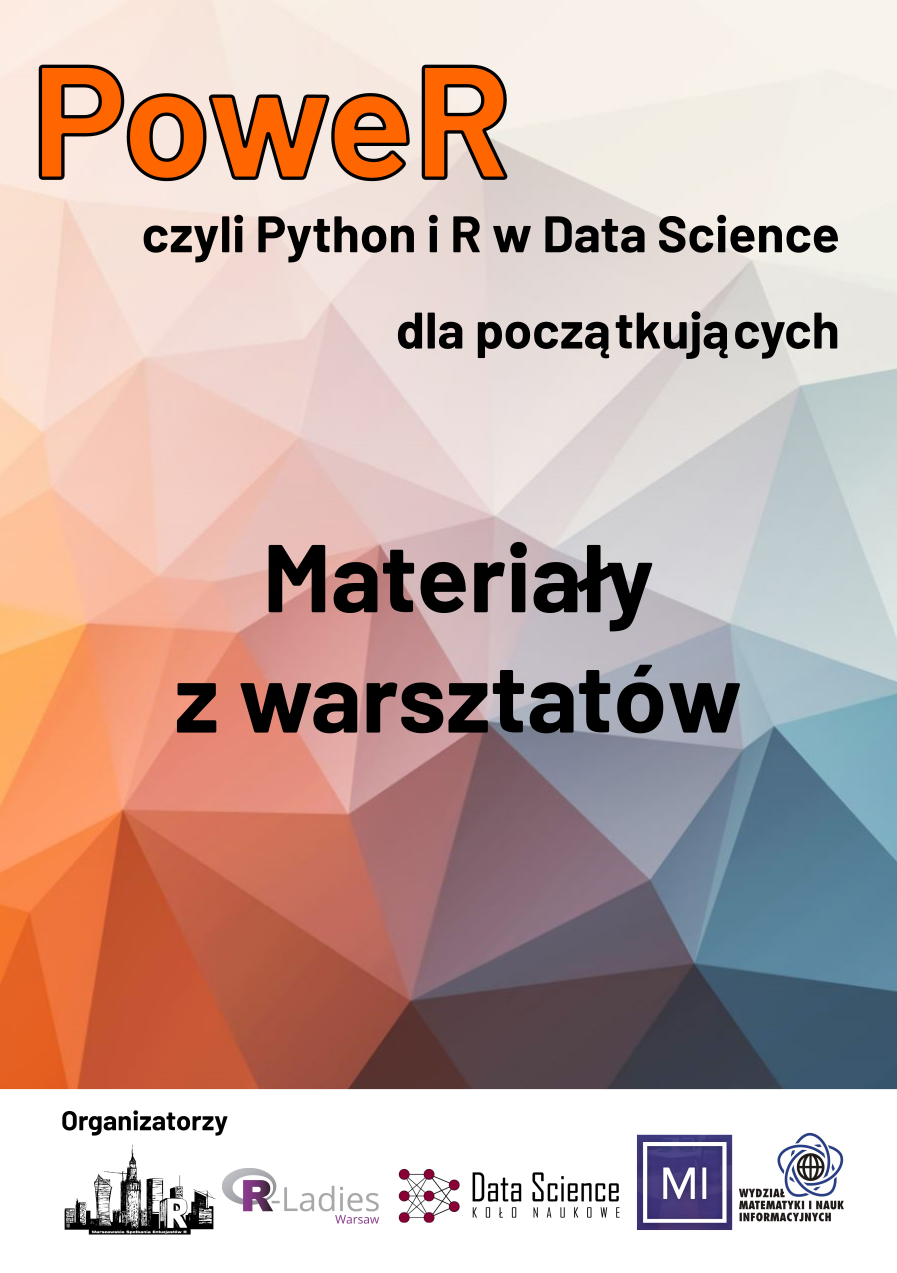 PoweR
czyli Python i R w Data Science
dla początkujących
Materiały
z warsztatów
Organizatorzy
R
Warszawskie Spotkania Entuzjastów R
R-Ladies
Warsaw
Data Science
KOŁO NAUKOWE
MI
WYDZIAŁ
MATEMATYKI I NAUK
INFORMACYJNYCH